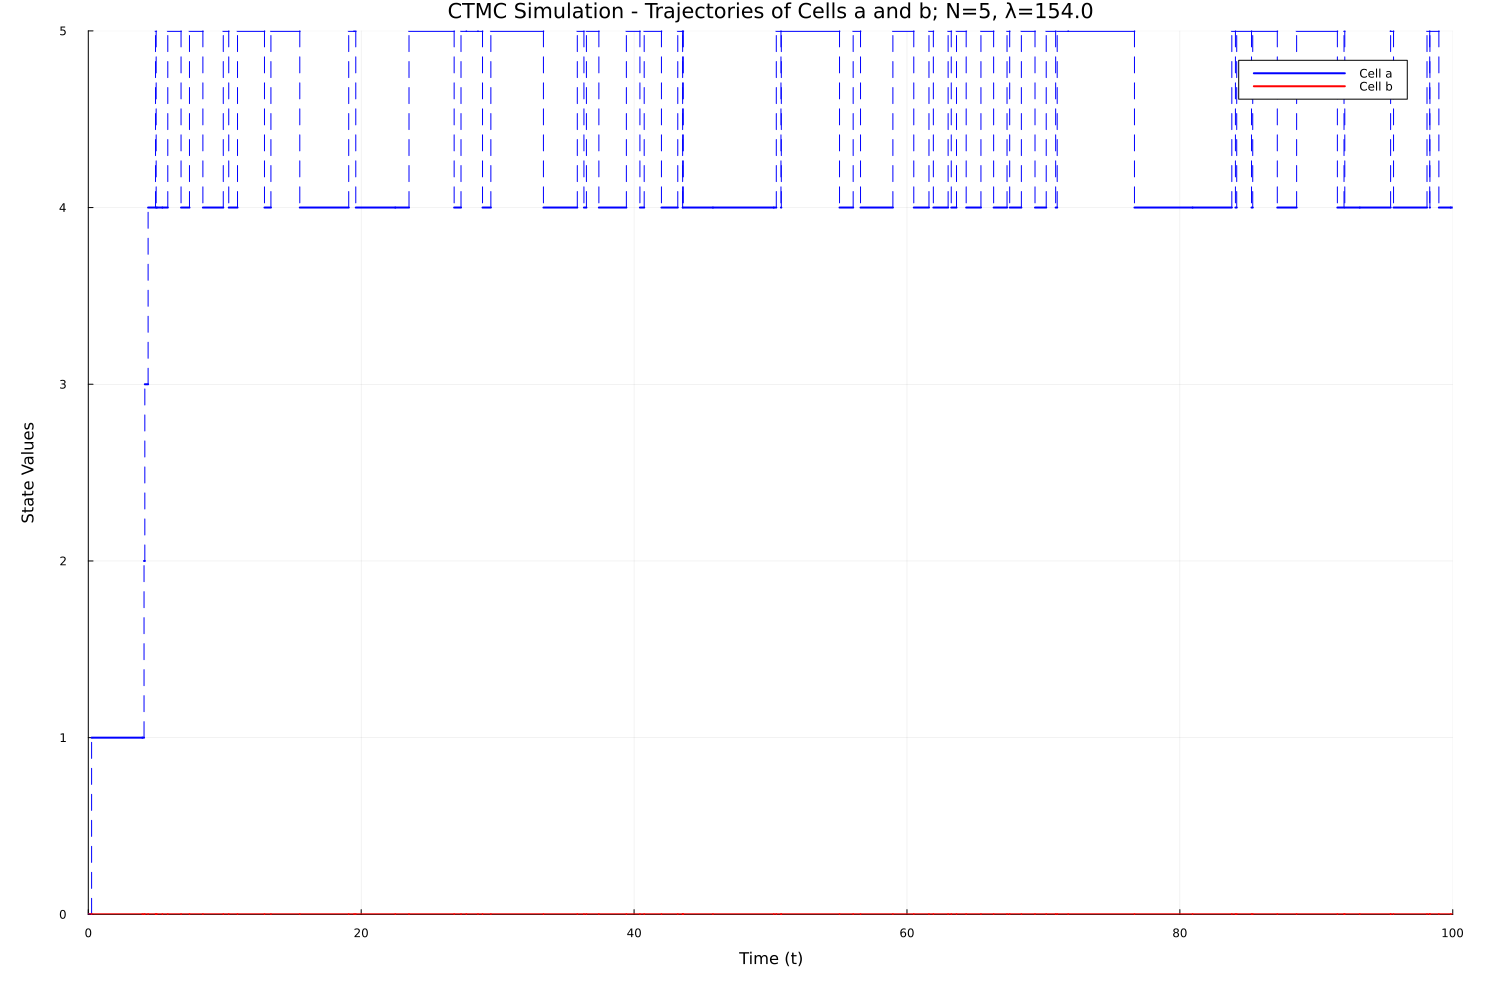 CTMC Simulation - Trajectories of Cells a and b; N=5, λ=154.0
5
4
3
2
1
0
State Values
Cell a
Cell b
0 20 40 60 80 100
Time (t)